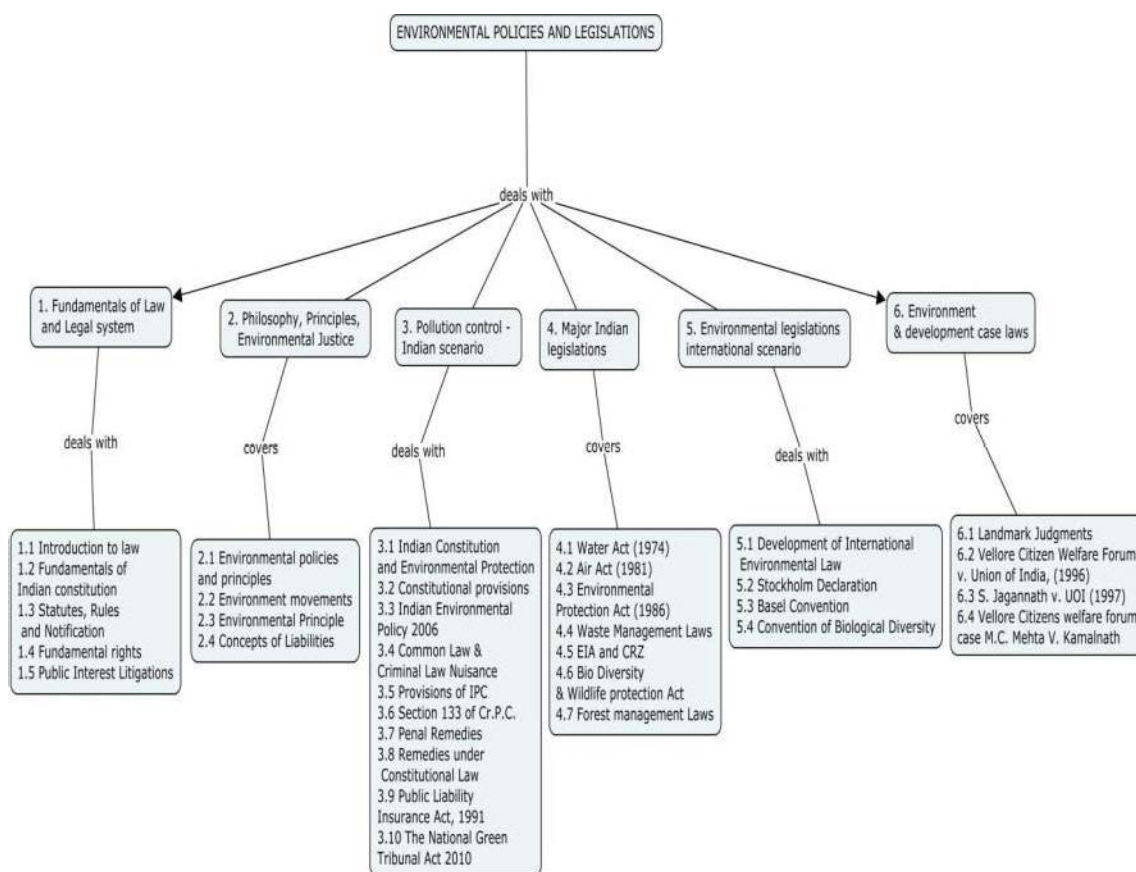 ENVIRONMENTAL POLICIES AND LEGISLATIONS
deals with
1. Fundamentals of Law
and Legal system
2. Philosophy, Principles,
Environmental Justice
3. Pollution control -
Indian scenario
4. Major Indian
legislations
5. Environmental legislations
international scenario
6. Environment
& development case laws
deals with
covers
deals with
covers
deals with
covers
1.1 Introduction to law
1.2 Fundamentals of
Indian constitution
1.3 Statutes, Rules
and Notification
1.4 Fundamental rights
1.5 Public Interest Litigations
2.1 Environmental policies
and principles
2.2 Environment movements
2.3 Environmental Principle
2.4 Concepts of Liabilities
3.1 Indian Constitution
and Environmental Protection
3.2 Constitutional provisions
3.3 Indian Environmental
Policy 2006
3.4 Common Law &
Criminal Law Nuisance
3.5 Provisions of IPC
3.6 Section 133 of Cr.P.C.
3.7 Penal Remedies
3.8 Remedies under
Constitutional Law
3.9 Public Liability
Insurance Act, 1991
3.10 The National Green
Tribunal Act 2010
4.1 Water Act (1974)
4.2 Air Act (1981)
4.3 Environmental
Protection Act (1986)
4.4 Waste Management Laws
4.5 EIA and CRZ
4.6 Bio Diversity
& Wildlife protection Act
4.7 Forest management Laws
5.1 Development of International
Environmental Law
5.2 Stockholm Declaration
5.3 Basel Convention
5.4 Convention of Biological Diversity
6.1 Landmark Judgments
6.2 Vellore Citizen Welfare Forum
v. Union of India, (1996)
6.3 S. Jagannath v. UOI (1997)
6.4 Vellore Citizens welfare forum
case M.C. Mehta V. Kamalnath